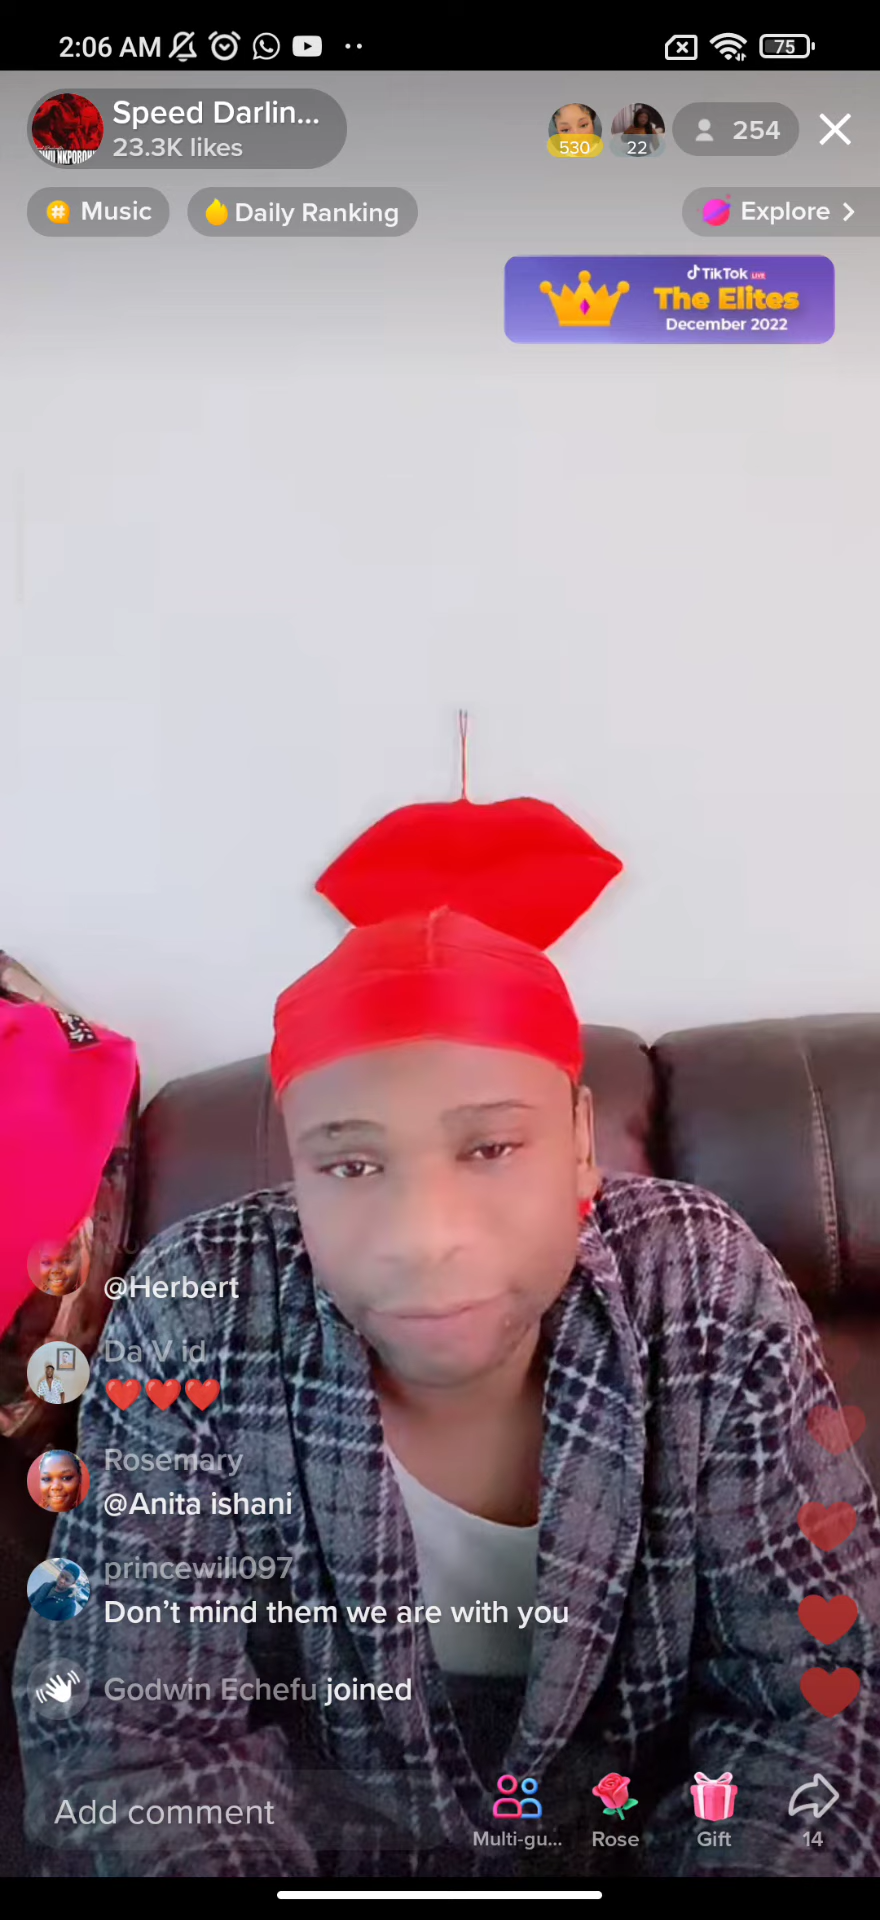 2:06 AM
75
Speed Darlin...
23.3K likes
530
22
254
Music
Daily Ranking
Explore
TikTok LIVE
The Elites
December 2022
@Herbert
Da V id
❤️❤️❤️
Rosemary
@Anita ishani
princewill097
Don't mind them we are with you
Godwin Echefu joined
Add comment
Multi-gu...
Rose
Gift
14